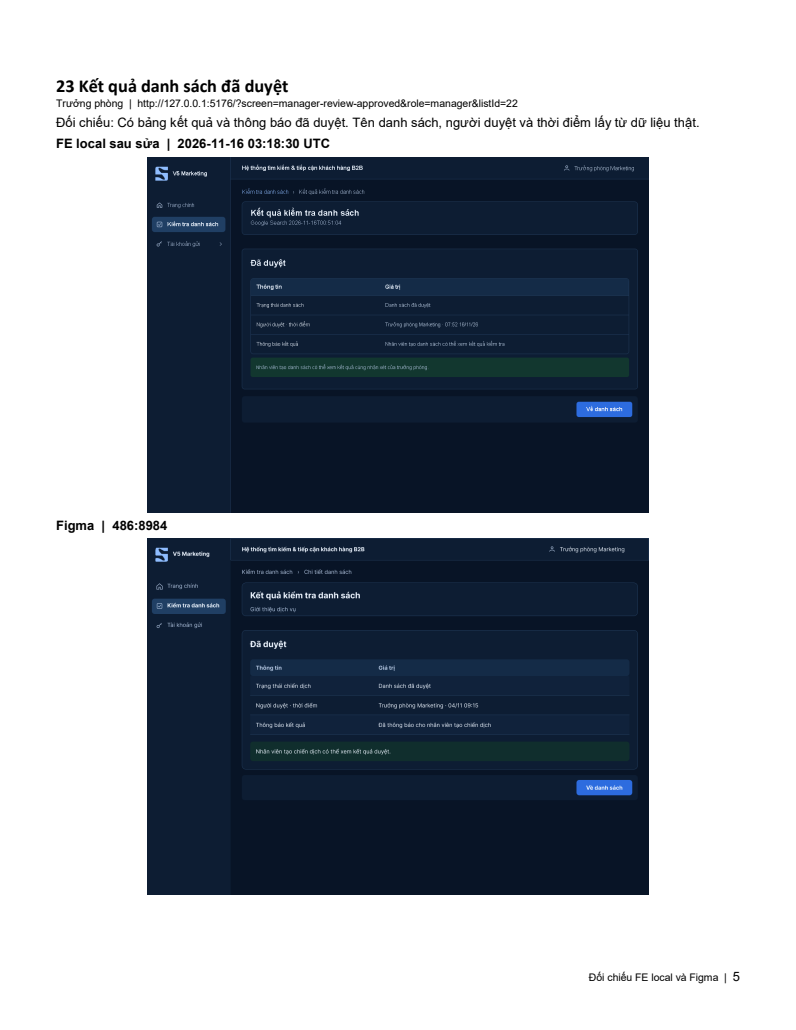 23 Kết quả danh sách đã duyệt
Trưởng phòng | http://127.0.0.1:5176/?screen=manager-review-approved&role=manager&listId=22
Đối chiếu: Có bảng kết quả và thông báo đã duyệt. Tên danh sách, người duyệt và thời điểm lấy từ dữ liệu thật.
FE local sau sửa | 2026-11-16 03:18:30 UTC
V5 Marketing
Hệ thống tìm kiếm & tiếp cận khách hàng B2B
Trưởng phòng Marketing
Trang chính
Kiểm tra danh sách
Tài khoản gửi
Kiểm tra danh sách › Kết quả kiểm tra danh sách
Kết quả kiểm tra danh sách
Google Search 2026-11-16T00:51:04
Đã duyệt
Thông tin Giá trị
Trạng thái danh sách Danh sách đã duyệt
Người duyệt · thời điểm Trưởng phòng Marketing · 07:52 16/11/26
Thông báo kết quả Nhân viên tạo danh sách có thể xem kết quả kiểm tra
Nhân viên tạo danh sách có thể xem kết quả cùng nhận xét của trưởng phòng.
Về danh sách
Figma | 486:8984
V5 Marketing
Hệ thống tìm kiếm & tiếp cận khách hàng B2B
Trưởng phòng Marketing
Trang chính
Kiểm tra danh sách
Tài khoản gửi
Kiểm tra danh sách › Chi tiết danh sách
Kết quả kiểm tra danh sách
Giới thiệu dịch vụ
Đã duyệt
Thông tin Giá trị
Trạng thái chiến dịch Danh sách đã duyệt
Người duyệt · thời điểm Trưởng phòng Marketing · 04/11 09:15
Thông báo kết quả Đã thông báo cho nhân viên tạo chiến dịch
Nhân viên tạo chiến dịch có thể xem kết quả duyệt.
Về danh sách
Đối chiếu FE local và Figma | 5